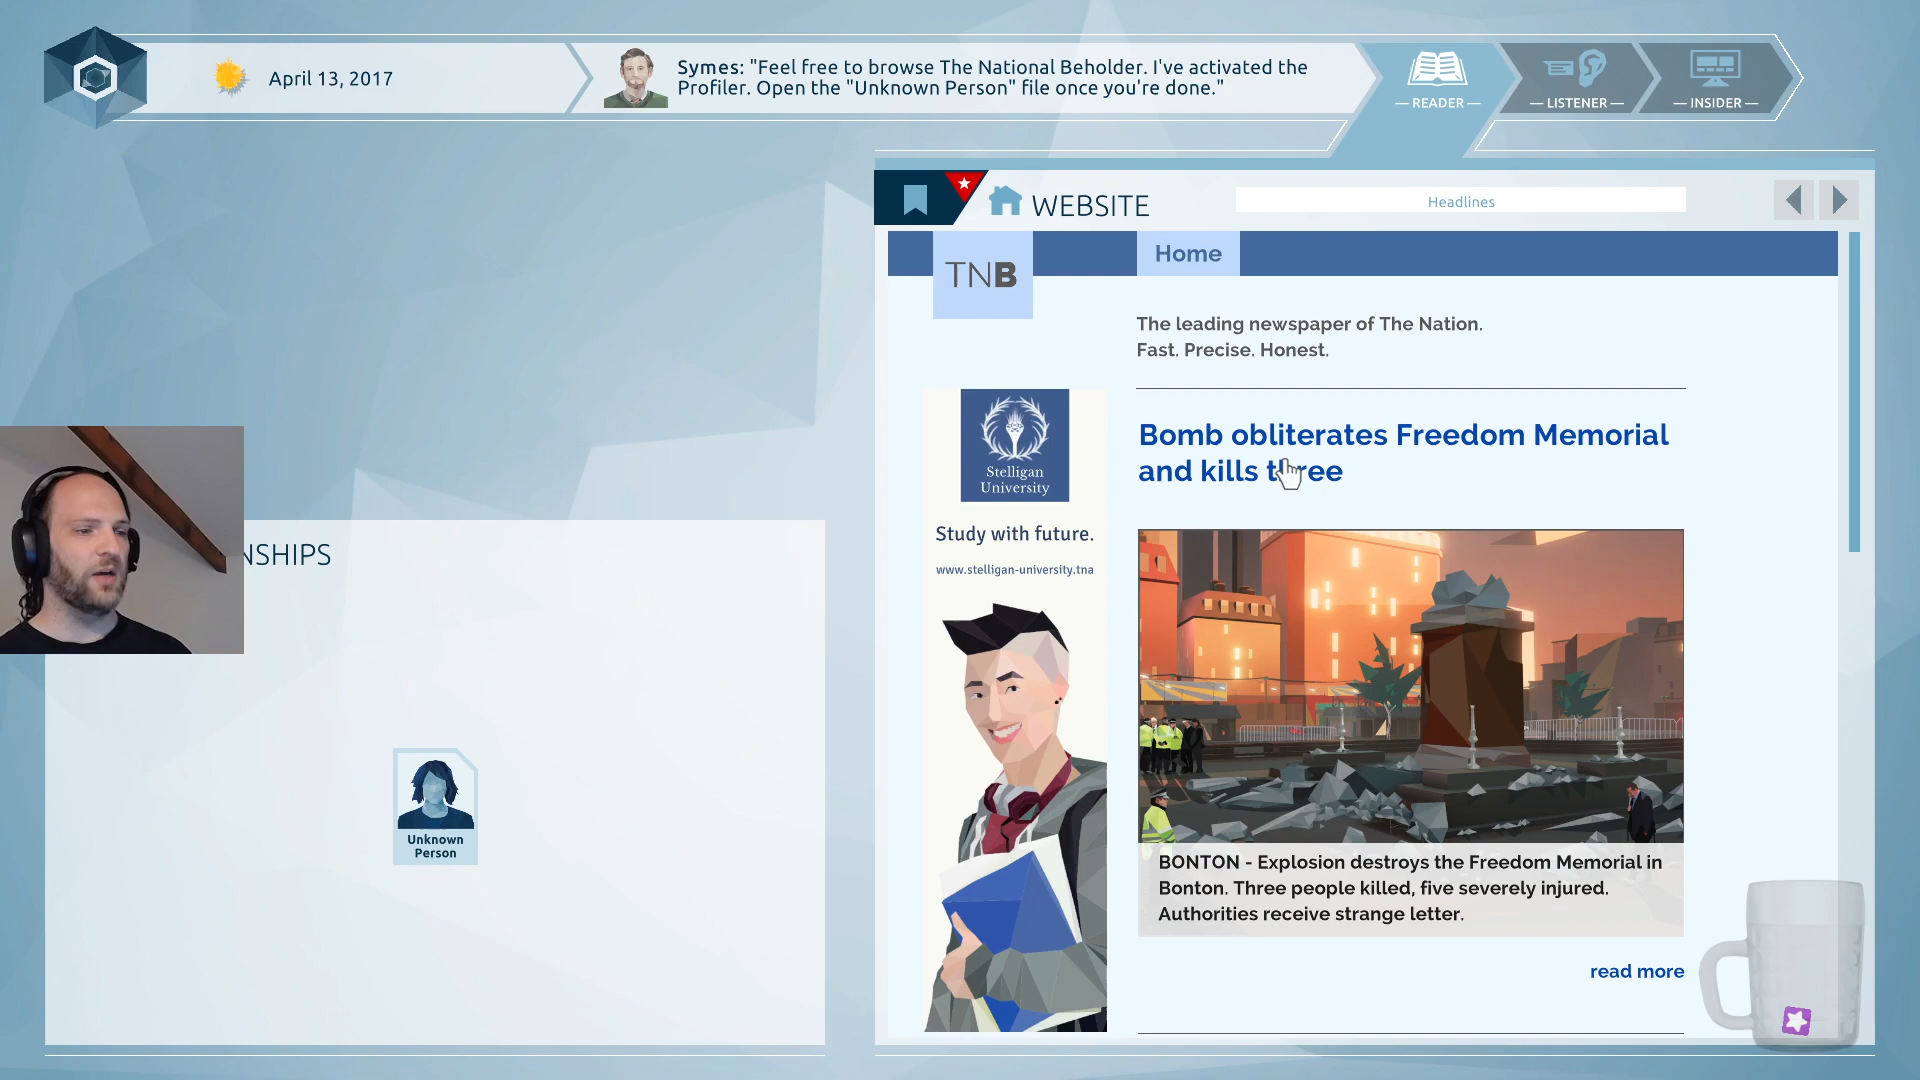 April 13, 2017
Symes: "Feel free to browse The National Beholder. I've activated the
Profiler. Open the "Unknown Person" file once you're done."
READER
LISTENER
INSIDER
WEBSITE
Headlines
TNB
Home
The leading newspaper of The Nation.
Fast. Precise. Honest.
Stelligan
University
Study with future.
www.stelligan-university.tna
Bomb obliterates Freedom Memorial
and kills three
BONTON - Explosion destroys the Freedom Memorial in
Bonton. Three people killed, five severely injured.
Authorities receive strange letter.
read more
NSHIPS
Unknown
Person